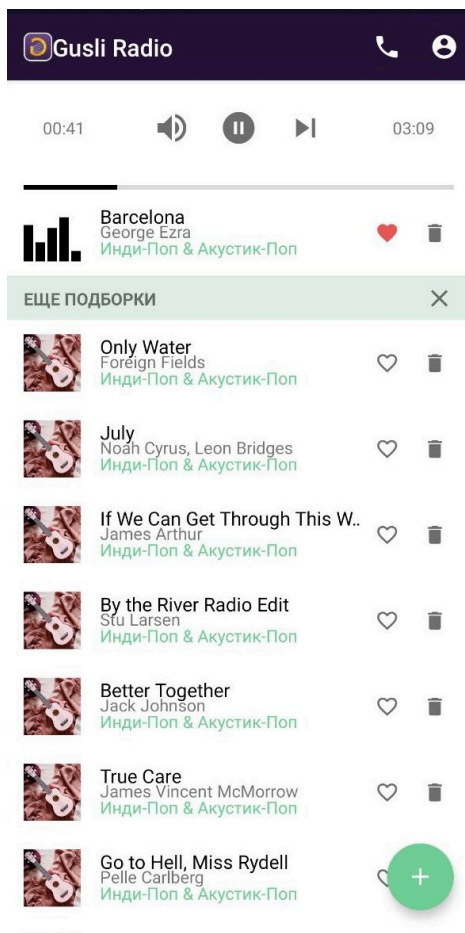 Gusli Radio
00:41
03:09
Barcelona
George Ezra
Инди-Поп & Акустик-Поп
ЕЩЕ ПОДБОРКИ
Only Water
Foreign Fields
Инди-Поп & Акустик-Поп
July
Noah Cyrus, Leon Bridges
Инди-Поп & Акустик-Поп
If We Can Get Through This W..
James Arthur
Инди-Поп & Акустик-Поп
By the River Radio Edit
Stu Larsen
Инди-Поп & Акустик-Поп
Better Together
Jack Johnson
Инди-Поп & Акустик-Поп
True Care
James Vincent McMorrow
Инди-Поп & Акустик-Поп
Go to Hell, Miss Rydell
Pelle Carlberg
Инди-Поп & Акустик-Поп